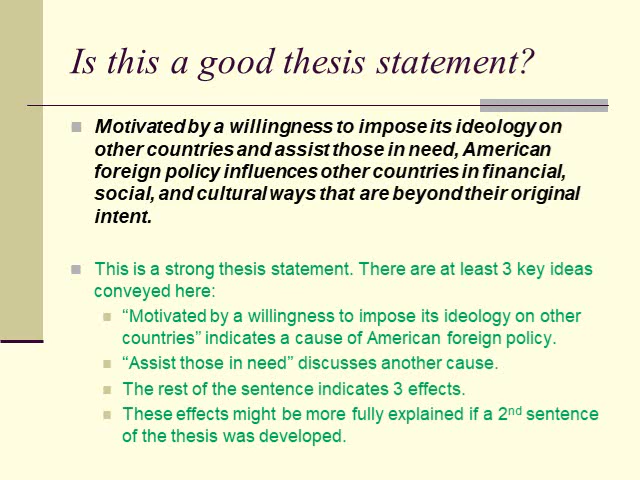 Is this a good thesis statement?
Motivated by a willingness to impose its ideology on
other countries and assist those in need, American
foreign policy influences other countries in financial,
social, and cultural ways that are beyond their original
intent.
This is a strong thesis statement. There are at least 3 key ideas
conveyed here:
“Motivated by a willingness to impose its ideology on other
countries” indicates a cause of American foreign policy.
“Assist those in need” discusses another cause.
The rest of the sentence indicates 3 effects.
These effects might be more fully explained if a 2nd sentence
of the thesis was developed.